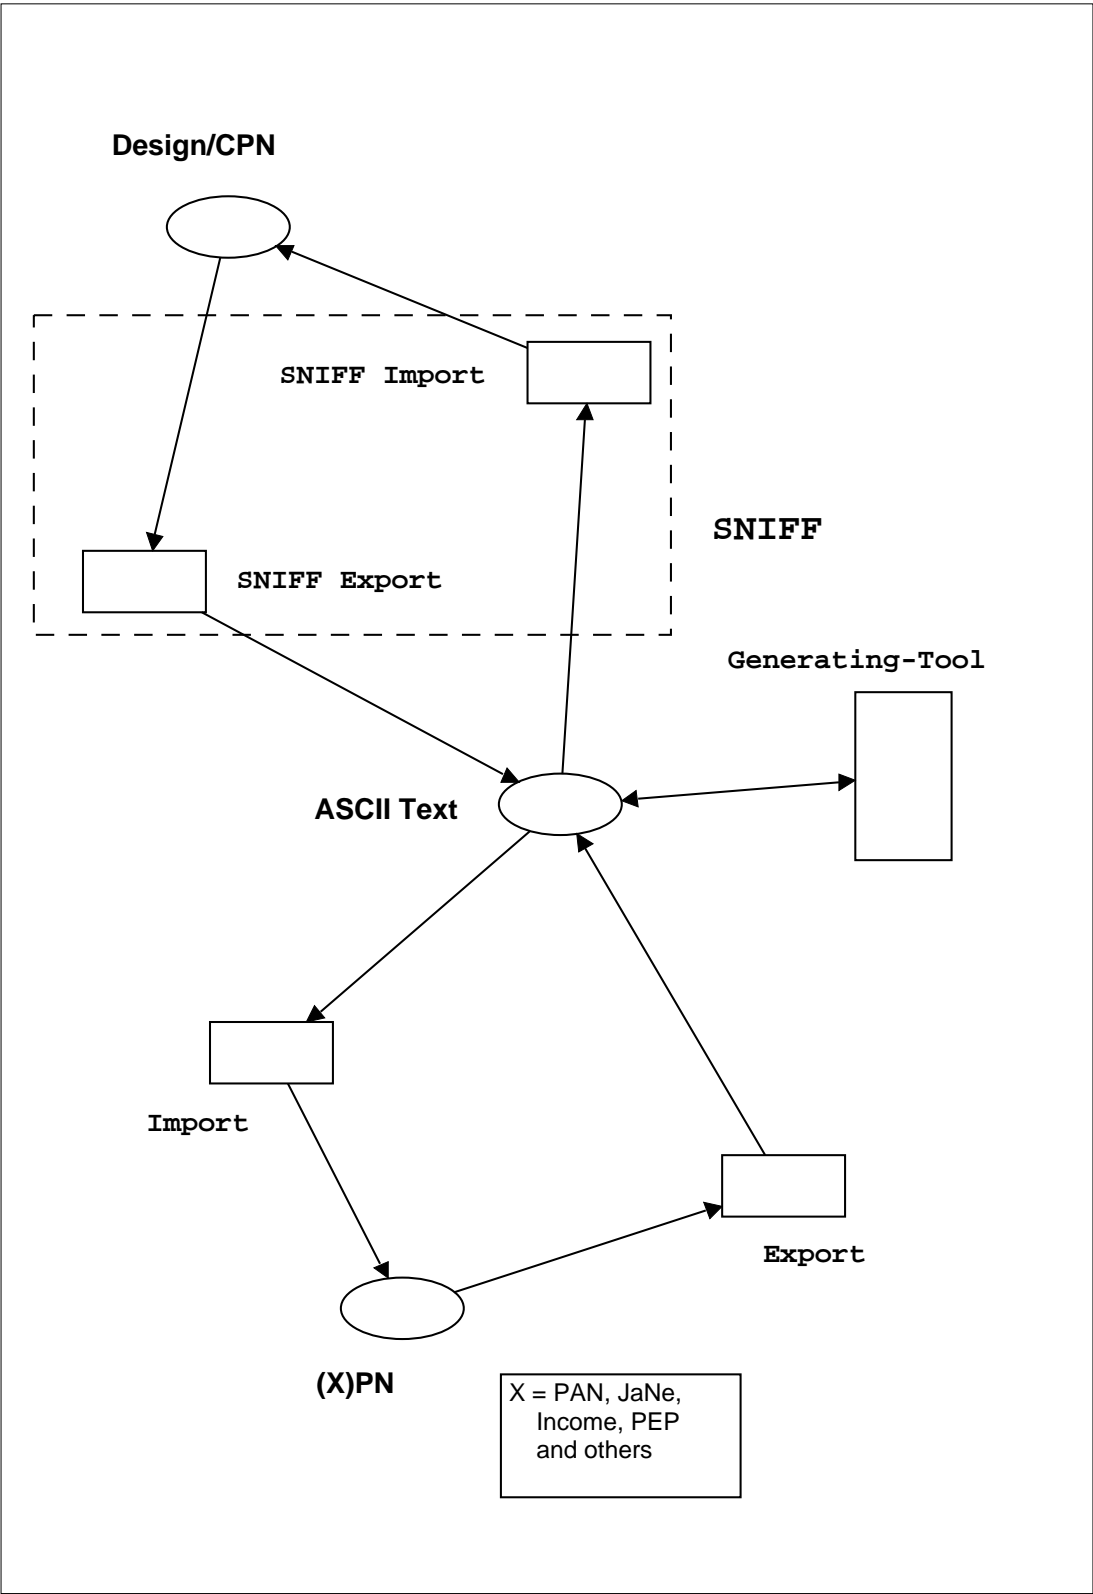 Design/CPN
SNIFF Import
SNIFF
SNIFF Export
Generating-Tool
ASCII Text
Import
Export
(X)PN
X = PAN, JaNe,
Income, PEP
and others